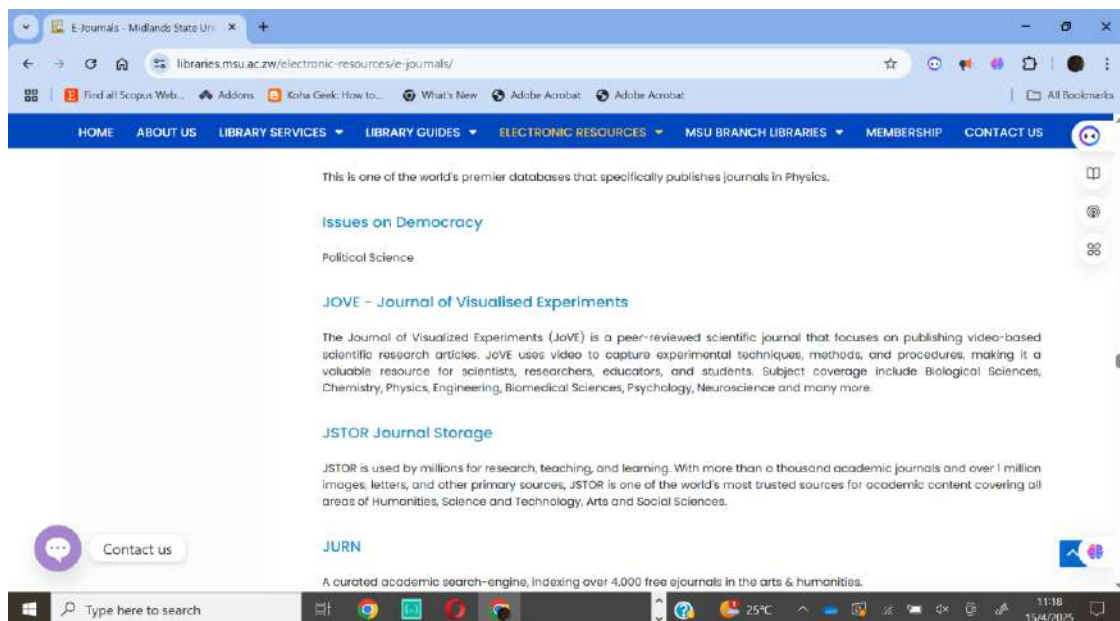 E-Journals - Midlands State Uni
libraries.msu.ac.zw/electronic-resources/e-journals/
Find all Scopus Web... Addons Koha Geek: How to... What's New Adobe Acrobat Adobe Acrobat All Bookmarks
HOME ABOUT US LIBRARY SERVICES LIBRARY GUIDES ELECTRONIC RESOURCES MSU BRANCH LIBRARIES MEMBERSHIP CONTACT US
This is one of the world's premier databases that specifically publishes journals in Physics.
Issues on Democracy
Political Science
JOVE - Journal of Visualised Experiments
The Journal of Visualized Experiments (JoVE) is a peer-reviewed scientific journal that focuses on publishing video-based
scientific research articles. JoVE uses video to capture experimental techniques, methods, and procedures, making it a
valuable resource for scientists, researchers, educators, and students. Subject coverage include Biological Sciences,
Chemistry, Physics, Engineering, Biomedical Sciences, Psychology, Neuroscience and many more.
JSTOR Journal Storage
JSTOR is used by millions for research, teaching, and learning. With more than a thousand academic journals and over 1 million
images, letters, and other primary sources, JSTOR is one of the world's most trusted sources for academic content covering all
areas of Humanities, Science and Technology, Arts and Social Sciences.
Contact us
JURN
A curated academic search-engine, indexing over 4,000 free ejournals in the arts & humanities.
Type here to search 25°C 11:18
15/4/2025